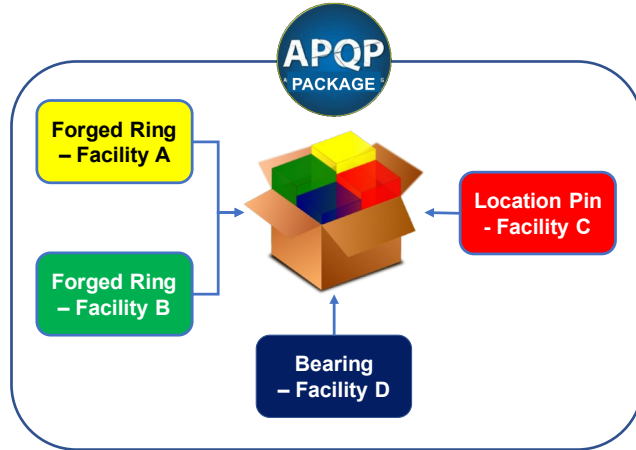 APQP
PACKAGE
Forged Ring
– Facility A
Location Pin
- Facility C
Forged Ring
– Facility B
Bearing
– Facility D